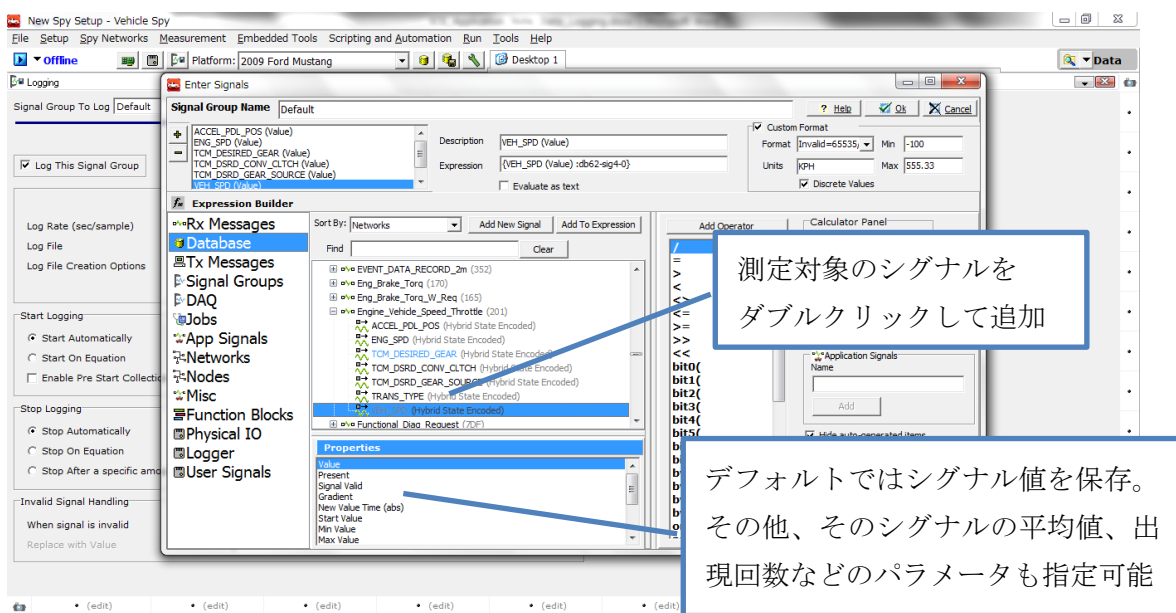 New Spy Setup - Vehicle Spy
File Setup Spy Networks Measurement Embedded Tools Scripting and Automation Run Tools Help
Offline
Platform: 2009 Ford Mustang
Desktop 1
Data
Logging
Signal Group To Log Default
Log This Signal Group
Log Rate (sec/sample)
Log File
Log File Creation Options
Start Logging
Start Automatically
Start On Equation
Enable Pre Start Collectio
Stop Logging
Stop Automatically
Stop On Equation
Stop After a specific amo
Invalid Signal Handling
When signal is invalid
Replace with Value
Enter Signals
Signal Group Name Default
? Help Ok Cancel
ACCEL_PDL_POS (Value)
ENG_SPD (Value)
TCM_DESIRED_GEAR (Value)
TCM_DSRD_CONV_CLTCH (Value)
TCM_DSRD_GEAR_SOURCE (Value)
VEH_SPD (Value)
Description VEH_SPD (Value)
Expression {VEH_SPD (Value) :db62-sig4-0}
Evaluate as text
Custom Format
Format Invalid=65535, Min -100
Units KPH Max 555.33
Discrete Values
Expression Builder
Rx Messages
Database
Tx Messages
Signal Groups
DAQ
Jobs
App Signals
Networks
Nodes
Misc
Function Blocks
Physical IO
Logger
User Signals
Sort By: Networks Add New Signal Add To Expression
Find Clear
EVENT_DATA_RECORD_2m (352)
Eng_Brake_Torq (170)
Eng_Brake_Torq_W_Req (165)
Engine_Vehicle_Speed_Throttle (201)
ACCEL_PDL_POS (Hybrid State Encoded)
ENG_SPD (Hybrid State Encoded)
TCM_DESIRED_GEAR (Hybrid State Encoded)
TCM_DSRD_CONV_CLTCH (Hybrid State Encoded)
TCM_DSRD_GEAR_SOURCE (Hybrid State Encoded)
TRANS_TYPE (Hybrid State Encoded)
VEH_SPD (Hybrid State Encoded)
Functional Diag Request (7DF)
Properties
Value
Present
Signal Valid
Gradient
New Value Time (abs)
Start Value
Min Value
Max Value
Add Operator
/
=
>
<
<>
<=
>=
>>
<<
bit0(
bit1(
bit2(
bit3(
bit4(
bit5(
Calculator Panel
Application Signals
Name
Add
Hide auto-generated items
測定対象のシグナルを
ダブルクリックして追加
デフォルトではシグナル値を保存。
その他、そのシグナルの平均値、出
現回数などのパラメータも指定可能
(edit) (edit) (edit) (edit) (edit) (edit)